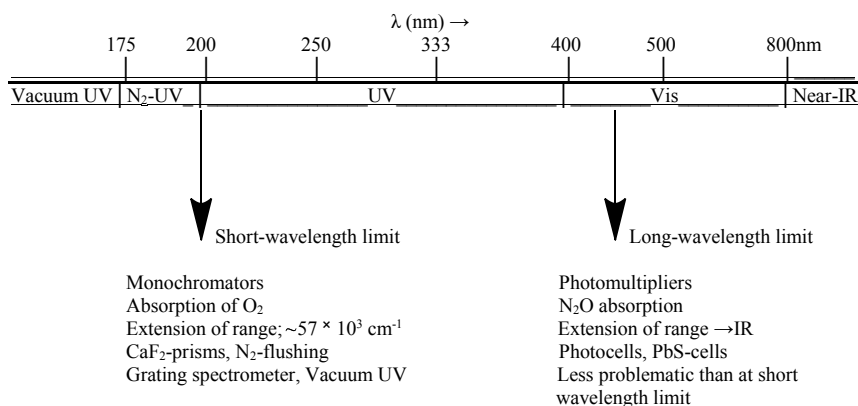 λ (nm) →
175 200 250 333 400 500 800nm
Vacuum UV N₂-UV UV Vis Near-IR
Short-wavelength limit Long-wavelength limit
Monochromators Photomultipliers
Absorption of O₂ N₂O absorption
Extension of range; ~57 × 10³ cm⁻¹ Extension of range →IR
CaF₂-prisms, N₂-flushing Photocells, PbS-cells
Grating spectrometer, Vacuum UV Less problematic than at short
wavelength limit